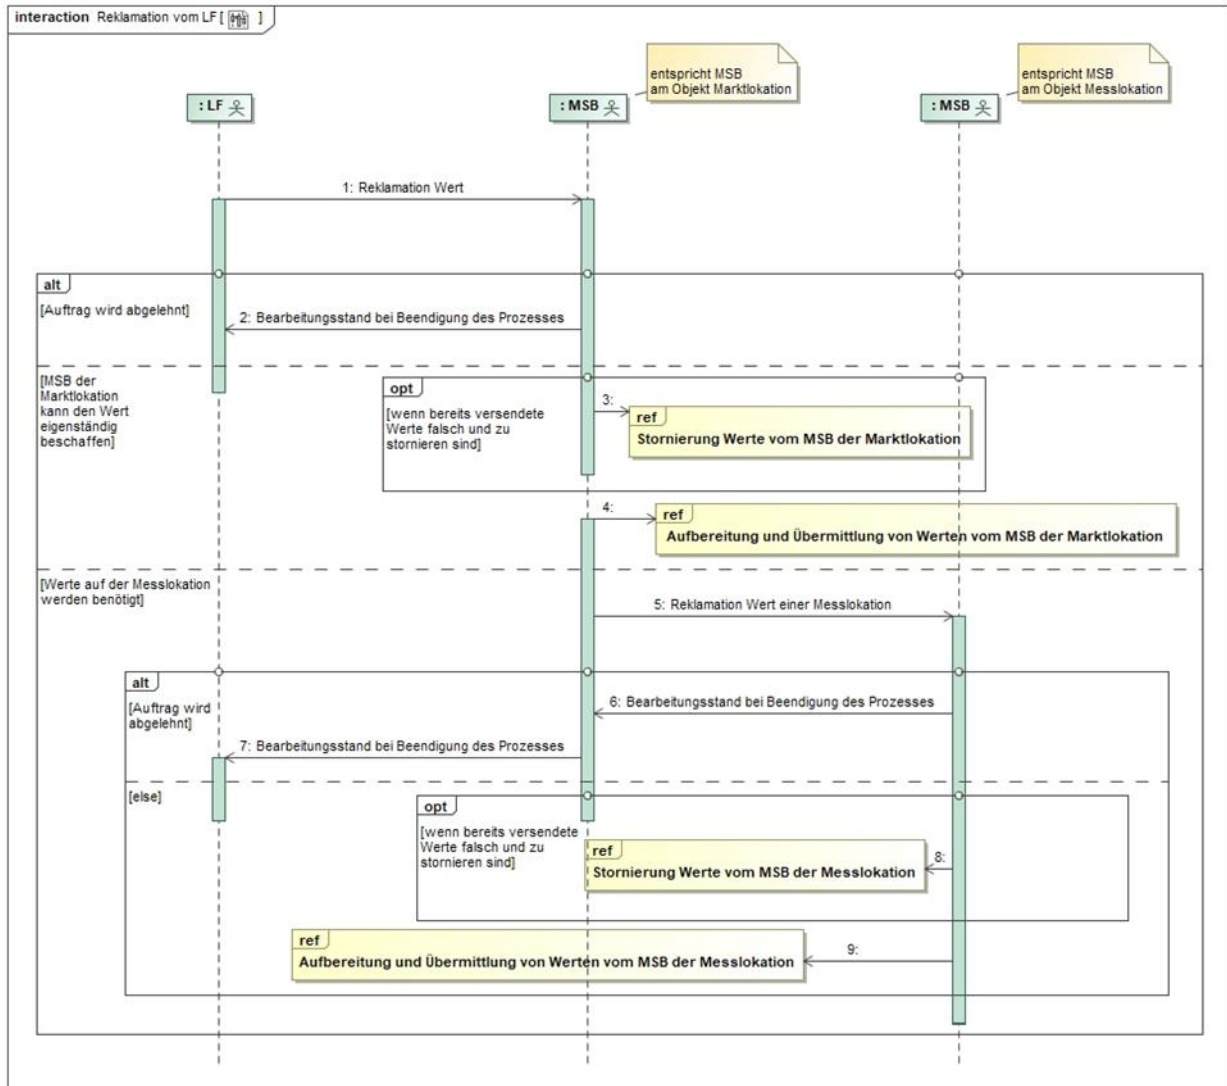 interaction Reklamation vom LF [ ]
entspricht MSB
am Objekt Marktlokation
entspricht MSB
am Objekt Messlokation
: LF
: MSB
: MSB
1: Reklamation Wert
alt
[Auftrag wird abgelehnt]
2: Bearbeitungsstand bei Beendigung des Prozesses
[MSB der
Marktlokation
kann den Wert
eigenständig
beschaffen]
opt
[wenn bereits versendete
Werte falsch und zu
stornieren sind]
3:
ref
Stornierung Werte vom MSB der Marktlokation
4:
ref
Aufbereitung und Übermittlung von Werten vom MSB der Marktlokation
[Werte auf der Messlokation
werden benötigt]
5: Reklamation Wert einer Messlokation
alt
[Auftrag wird
abgelehnt]
6: Bearbeitungsstand bei Beendigung des Prozesses
7: Bearbeitungsstand bei Beendigung des Prozesses
[else]
opt
[wenn bereits versendete
Werte falsch und zu
stornieren sind]
ref
Stornierung Werte vom MSB der Messlokation
8:
ref
Aufbereitung und Übermittlung von Werten vom MSB der Messlokation
9: